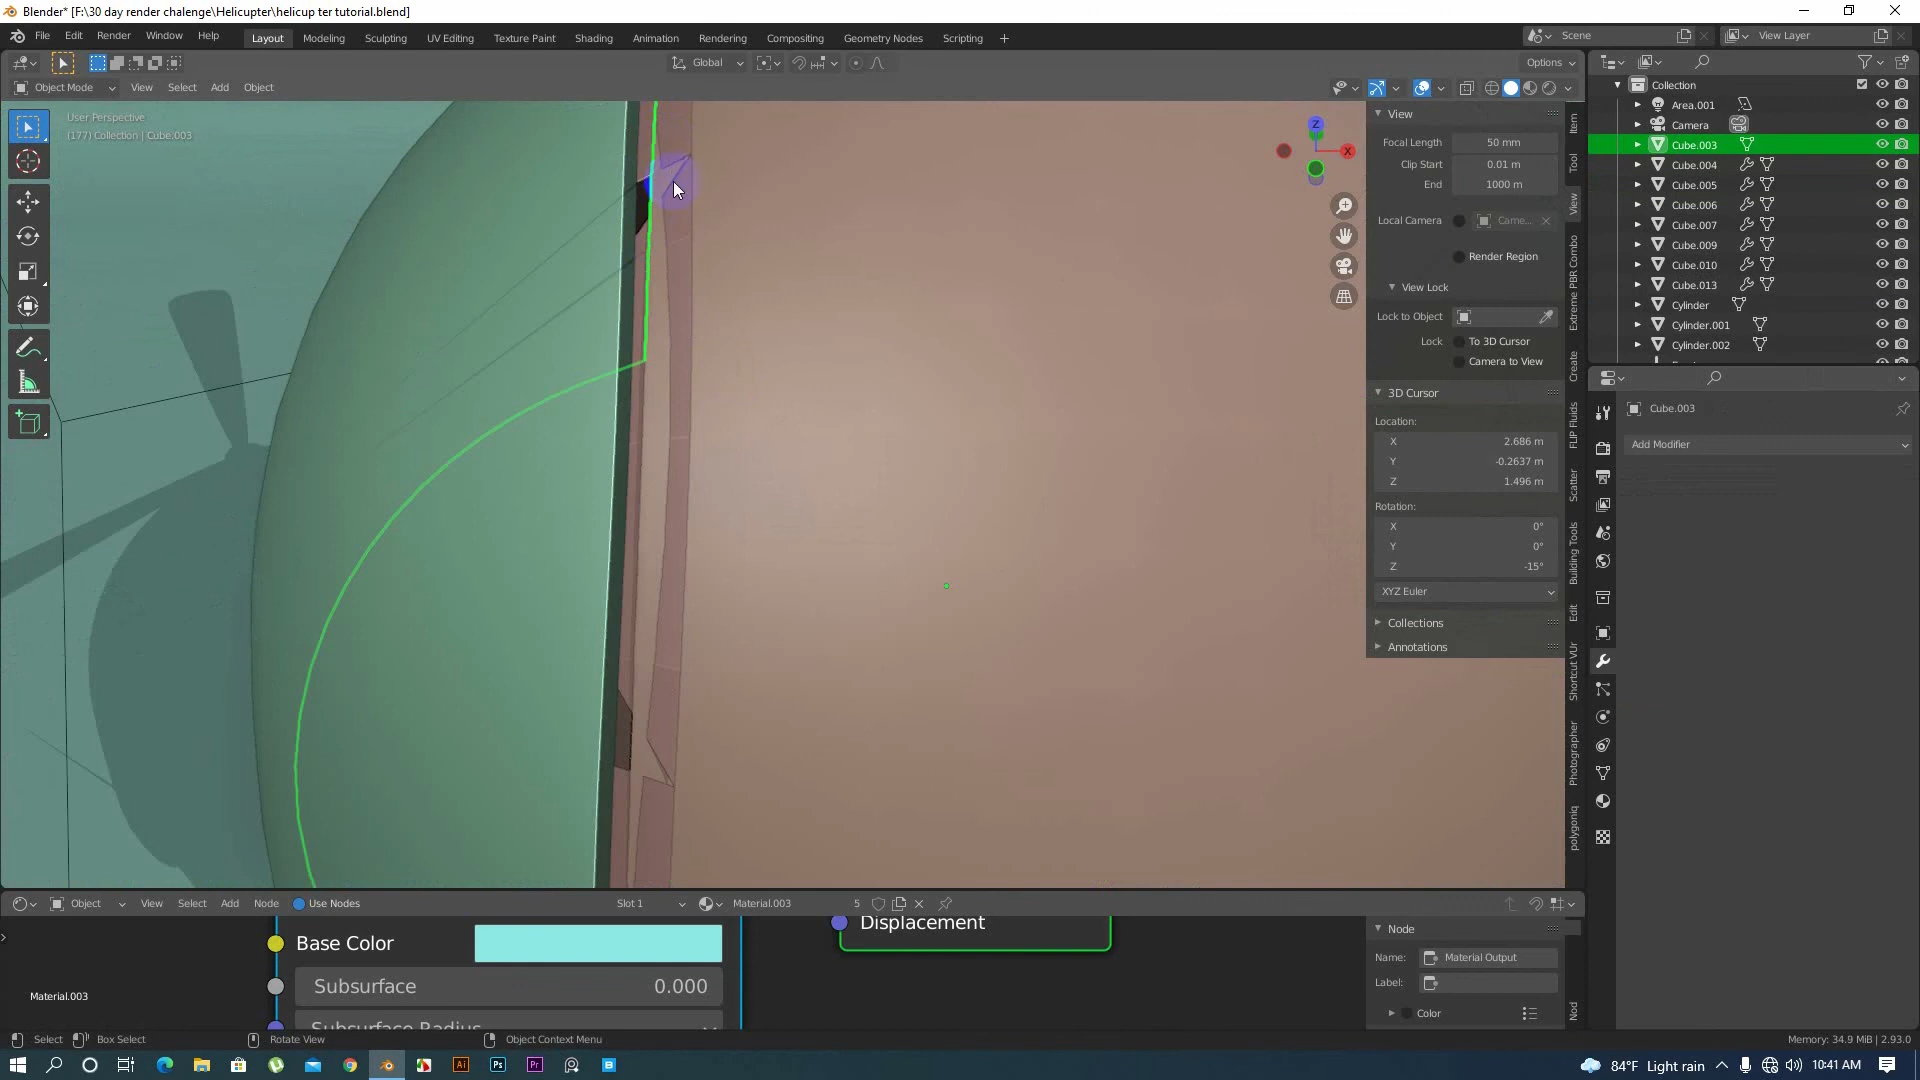 Blender* [F:\30 day render chalenge\Helicupter\helicup ter tutorial.blend]
File Edit Render Window Help
Layout Modeling Sculpting UV Editing Texture Paint Shading Animation Rendering Compositing Geometry Nodes Scripting
Scene View Layer
Global
Options
Object Mode View Select Add Object
User Perspective
(177) Collection | Cube.003
Z
X
View
Focal Length 50 mm
Clip Start 0.01 m
End 1000 m
Local Camera Came...
Render Region
View Lock
Lock to Object
Lock To 3D Cursor
Camera to View
3D Cursor
Location:
X 2.686 m
Y -0.2637 m
Z 1.496 m
Rotation:
X 0°
Y 0°
Z -15°
XYZ Euler
Collections
Annotations
Item
Tool
View
Extreme PBR Combo
Create
FLIP Fluids
Scatter
Building Tools
Edit
Shortcut VUr
Photographer
polygoniq
Collection
Area.001
Camera
Cube.003
Cube.004
Cube.005
Cube.006
Cube.007
Cube.009
Cube.010
Cube.013
Cylinder
Cylinder.001
Cylinder.002
Cube.003
Add Modifier
Object View Select Add Node Use Nodes Slot 1 Material.003 5
Base Color
Subsurface 0.000
Subsurface Radius
Displacement
Material.003
Node
Name: Material Output
Label:
Color
Nod
Select Box Select Rotate View Object Context Menu
Memory: 34.9 MiB | 2.93.0
Ai Ps Pr B
84°F Light rain 10:41 AM